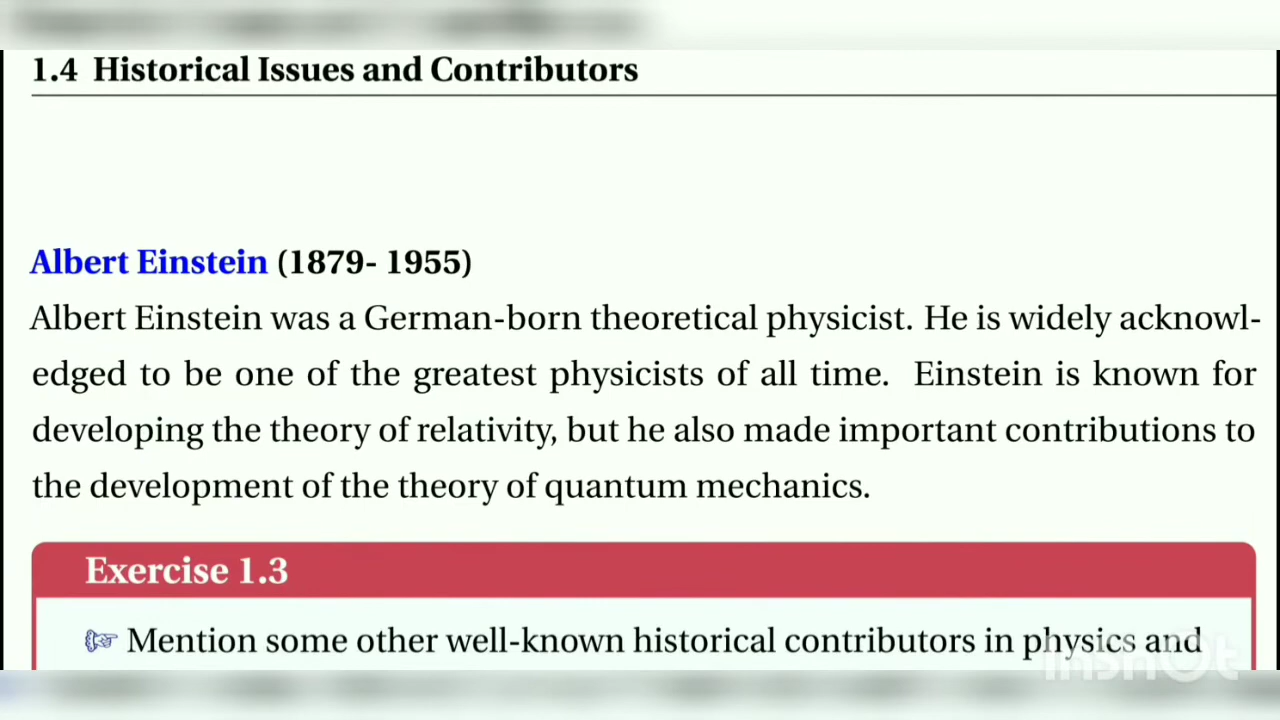 1.4 Historical Issues and Contributors
Albert Einstein (1879- 1955)
Albert Einstein was a German-born theoretical physicist. He is widely acknowl-
edged to be one of the greatest physicists of all time. Einstein is known for
developing the theory of relativity, but he also made important contributions to
the development of the theory of quantum mechanics.
Exercise 1.3
Mention some other well-known historical contributors in physics and
InShOt